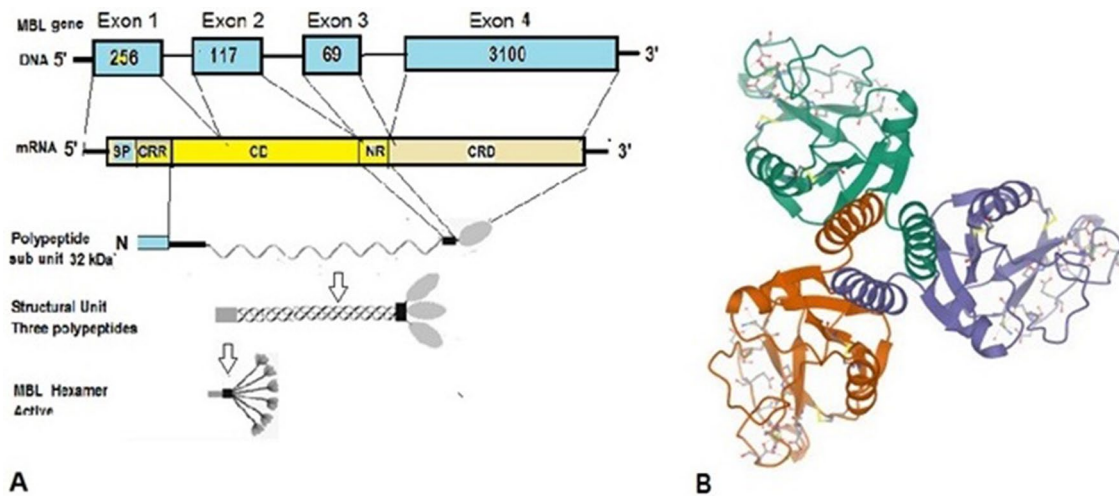 MBL gene Exon 1 Exon 2 Exon 3 Exon 4
DNA 5' 256 117 69 3100 3'
mRNA 5' SP CRR CD NR CRD 3'
Polypeptide N
sub unit 32 kDa
Structural Unit
Three polypeptides
MBL Hexamer
Active
A B